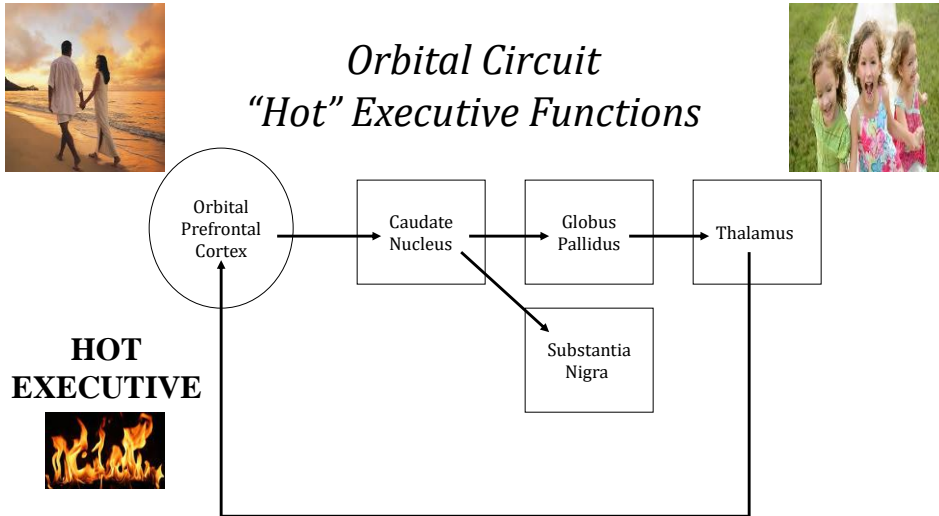 Orbital Circuit
“Hot” Executive Functions
Orbital
Prefrontal
Cortex
Caudate
Nucleus
Globus
Pallidus
Thalamus
Substantia
Nigra
HOT
EXECUTIVE